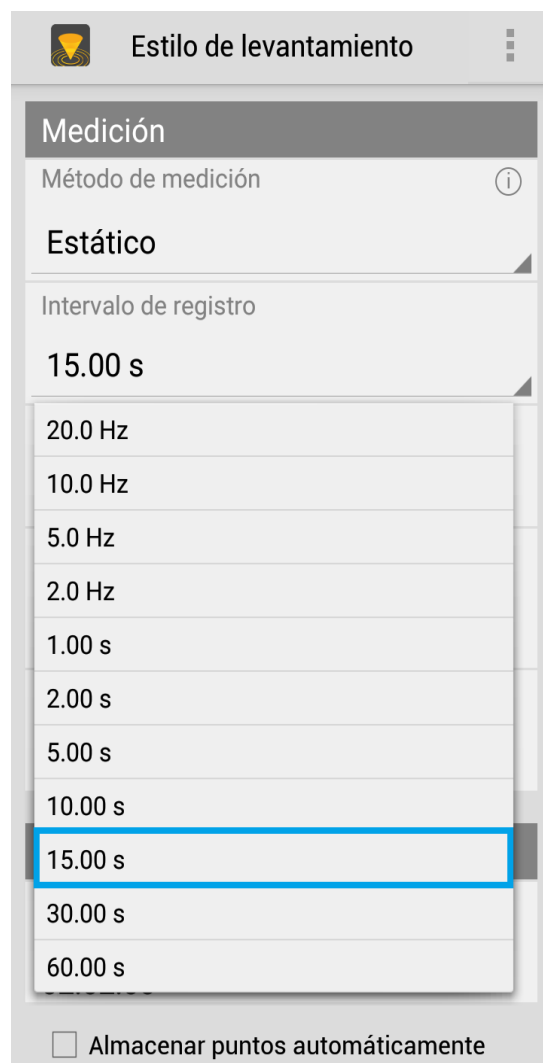 Estilo de levantamiento
Medición
Método de medición
Estático
Intervalo de registro
15.00 s
20.0 Hz
10.0 Hz
5.0 Hz
2.0 Hz
1.00 s
2.00 s
5.00 s
10.00 s
15.00 s
30.00 s
60.00 s
Almacenar puntos automáticamente